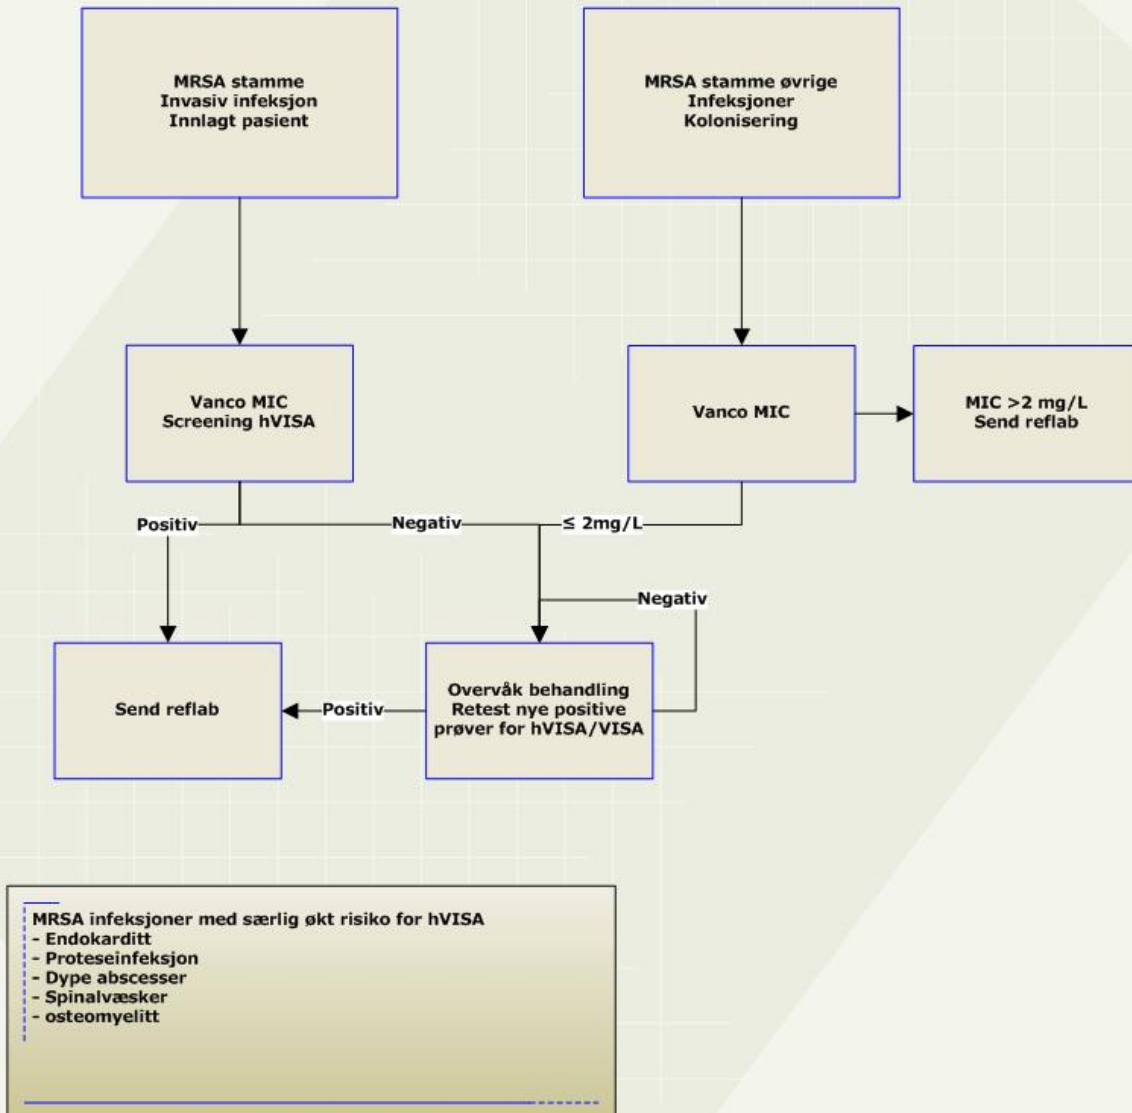 MRSA stamme
Invasiv infeksjon
Innlagt pasient
MRSA stamme øvrige
Infeksjoner
Kolonisering
Vanco MIC
Screening hVISA
Vanco MIC
MIC >2 mg/L
Send reflab
Positiv
Negativ
≤ 2mg/L
Negativ
Send reflab
Positiv
Overvåk behandling
Retest nye positive
prøver for hVISA/VISA
MRSA infeksjoner med særlig økt risiko for hVISA
- Endokarditt
- Proteseinfeksjon
- Dype abscesser
- Spinalvæsker
- osteomyelitt